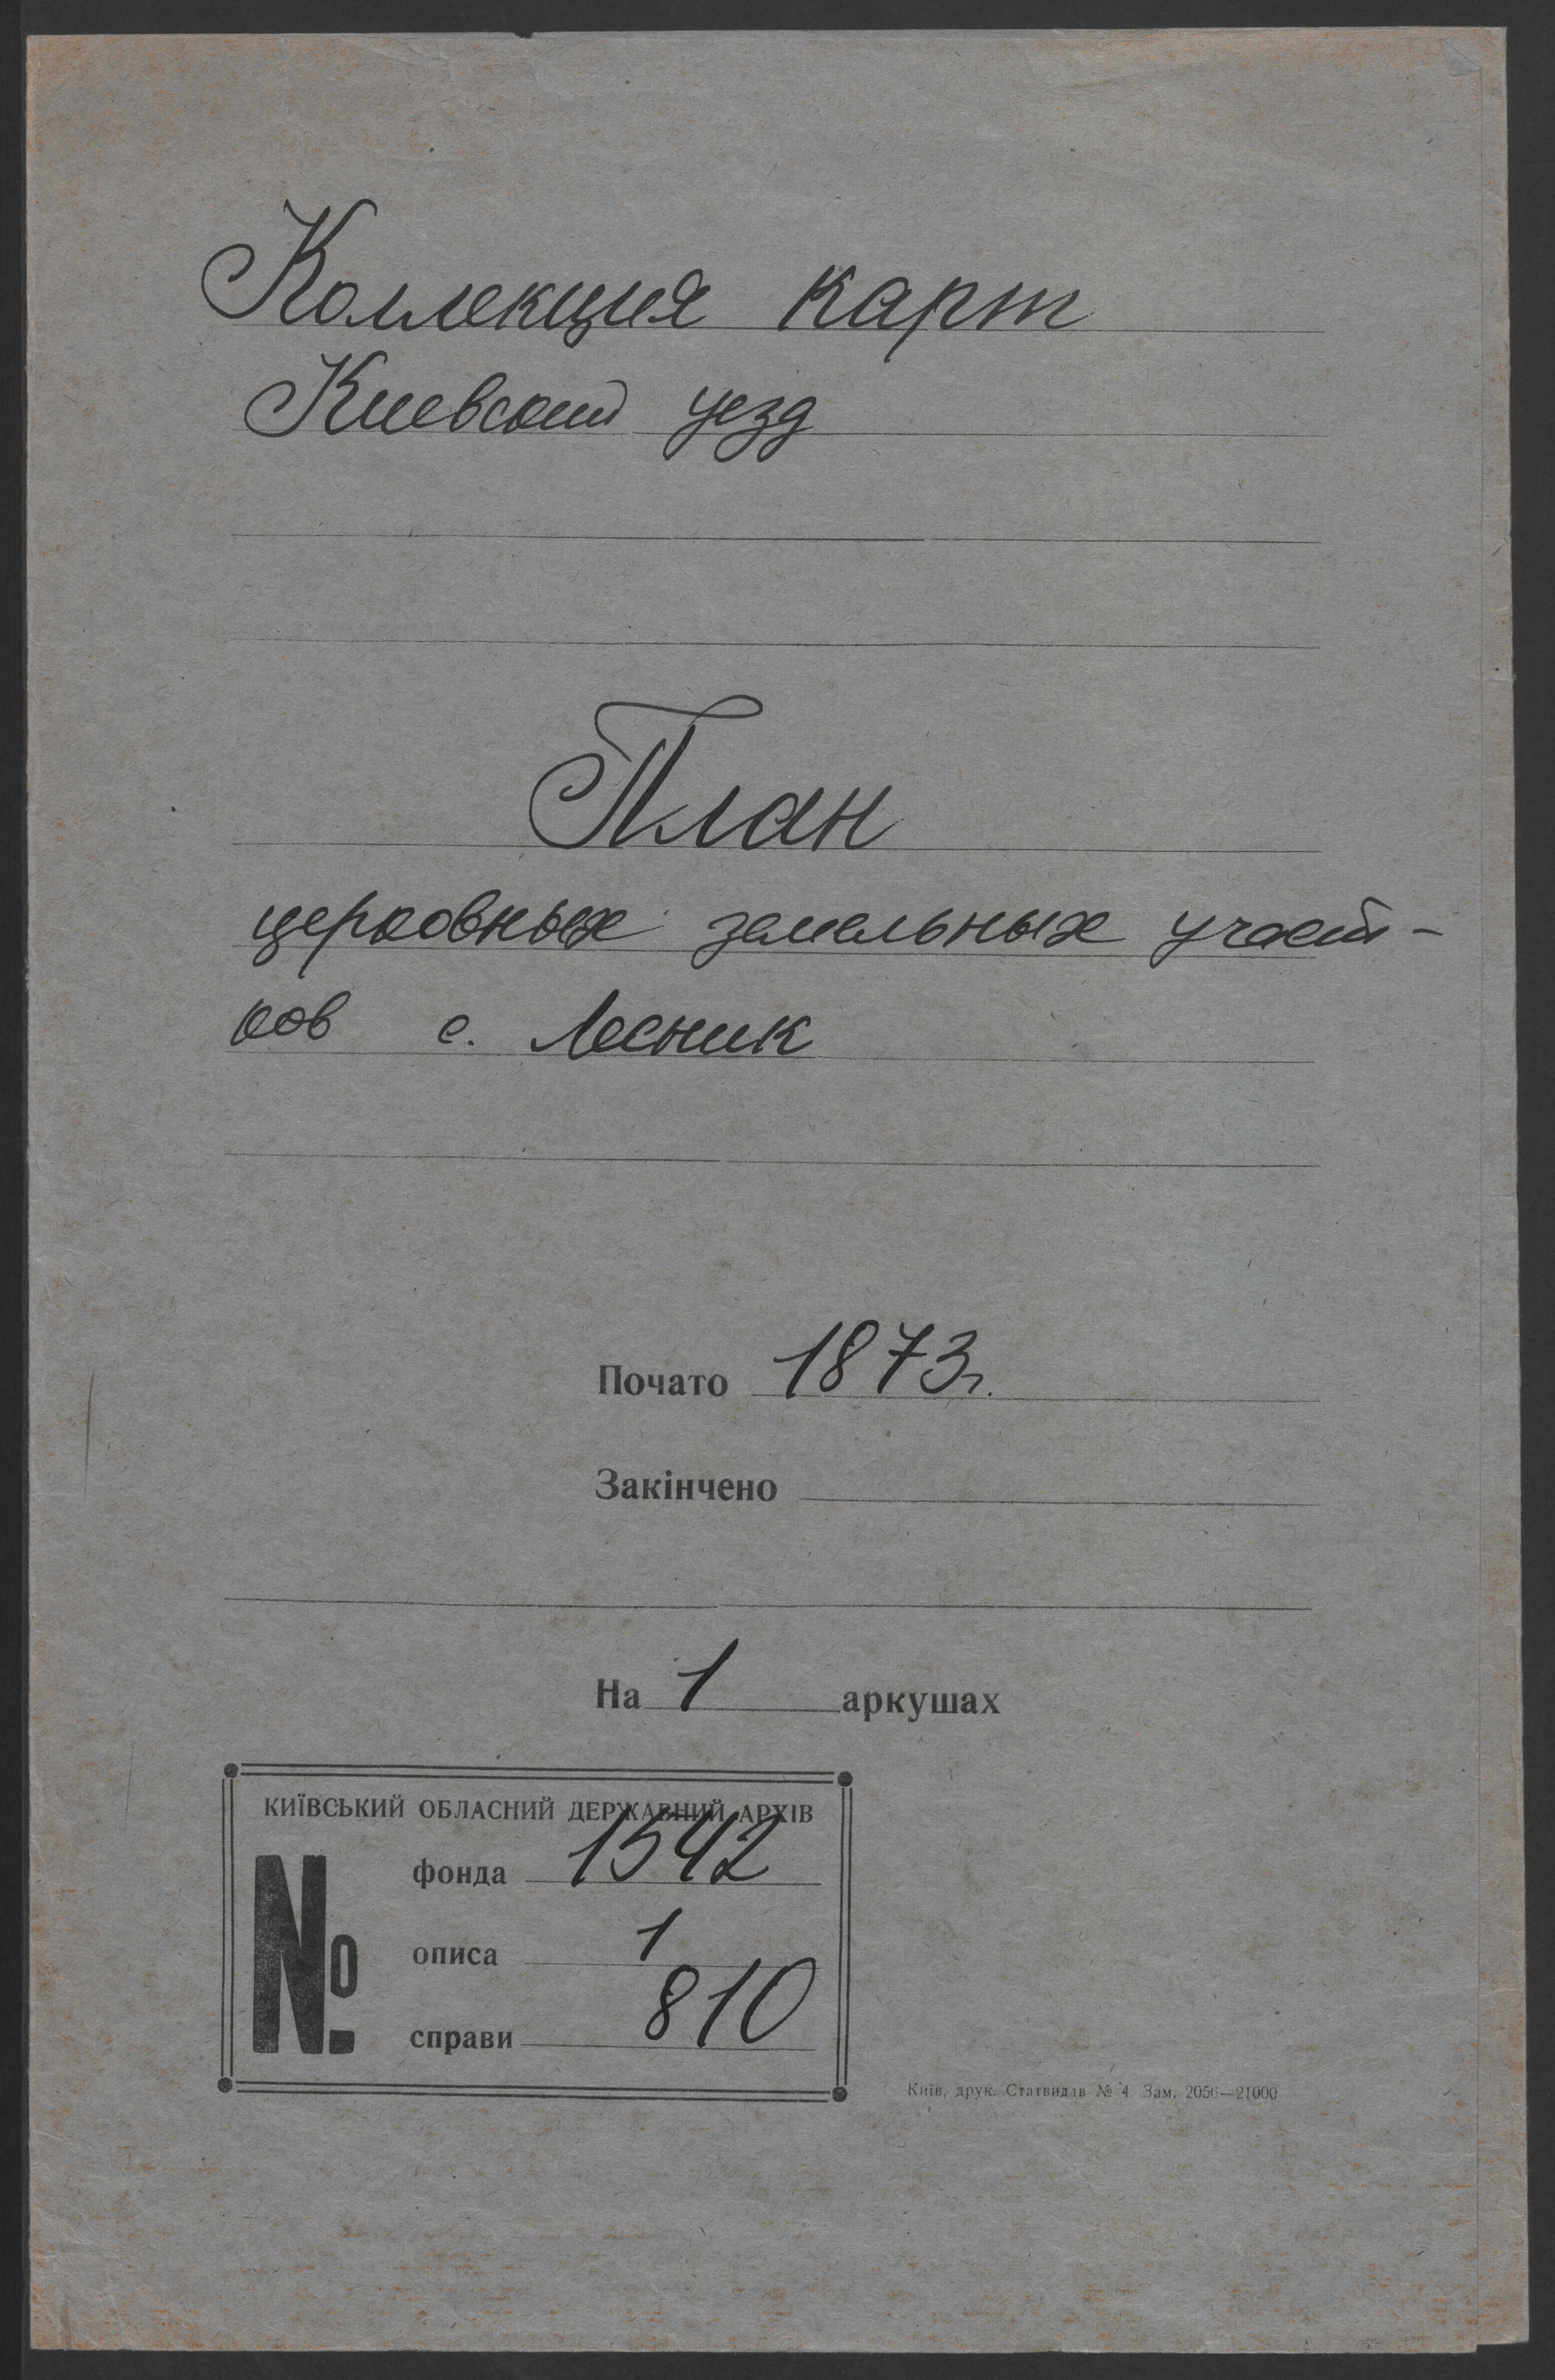 Коллекция карт
Киевский уезд
План
церковных земельных участ-
ков с. Лесник
Почато 1873 г.
Закінчено
На 1 аркушах
КИЇВСЬКИЙ ОБЛАСНИЙ ДЕРЖАВНИЙ АРХІВ
№
фонда 1542
описа 1
справи 810
Київ, друк. Статвидав № 4 Зам. 2056—21000